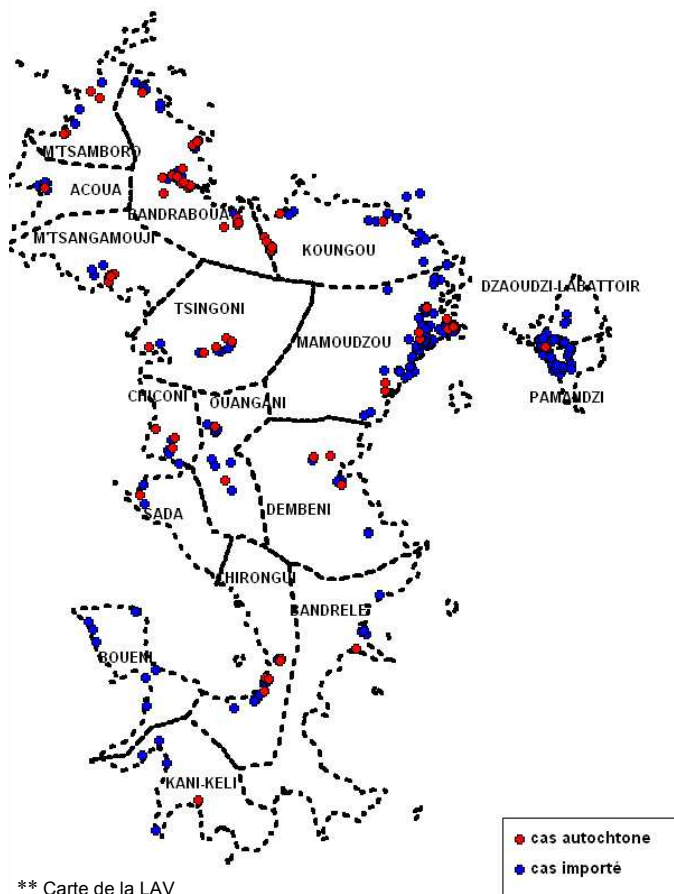 M'TSAMBORO
ACOUA
BANDRABOUA
M'TSANGAMOUJI
KOUNGOU
DZAOUDZI-LABATTOIR
TSINGONI
MAMOUDZOU
PAMANDZI
CHICONI
OUANGANI
SADA
DEMBENI
CHIRONGUI
BANDRELE
BOUENI
KANI-KELI
cas autochtone
cas importé
** Carte de la LAV